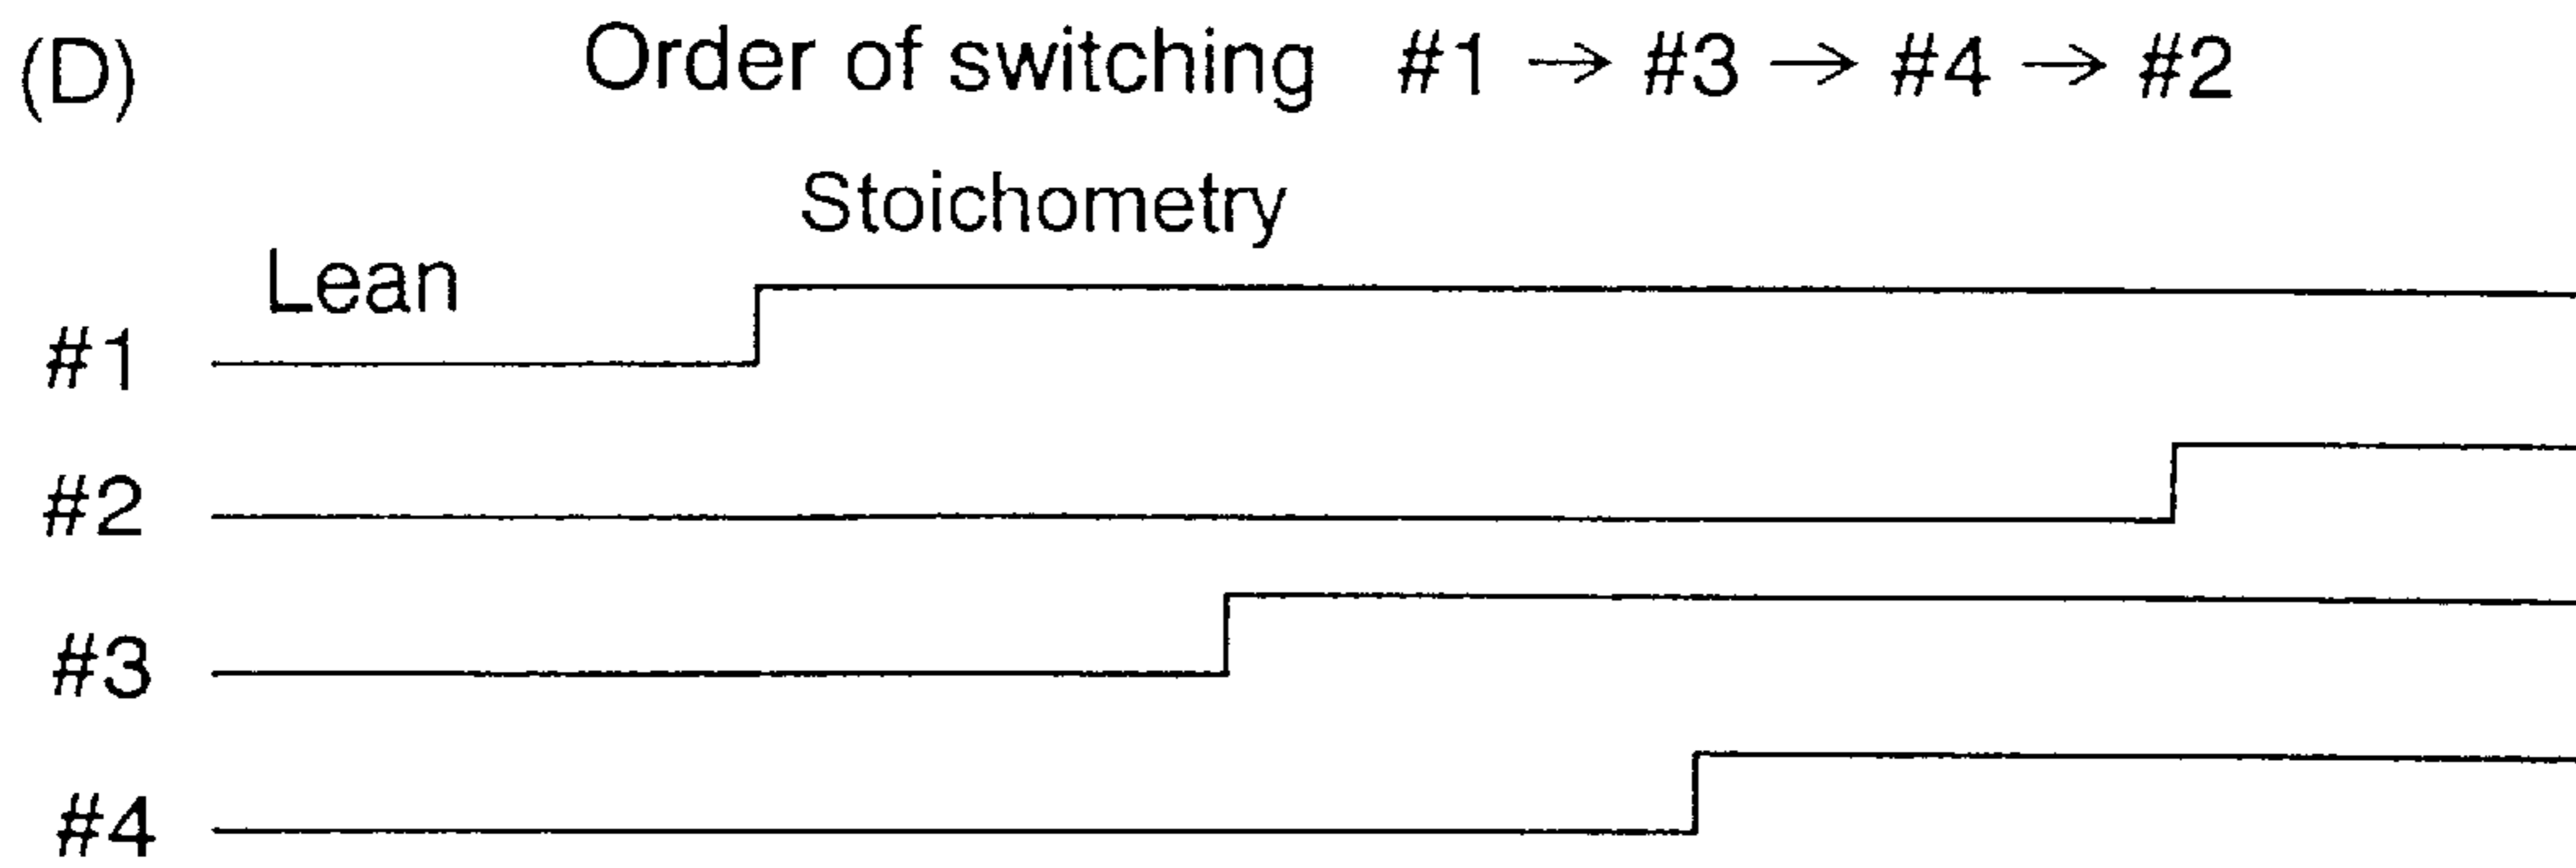 (D) Order of switching #1 → #3 → #4 → #2
Stoichometry
Lean
#1
#2
#3
#4